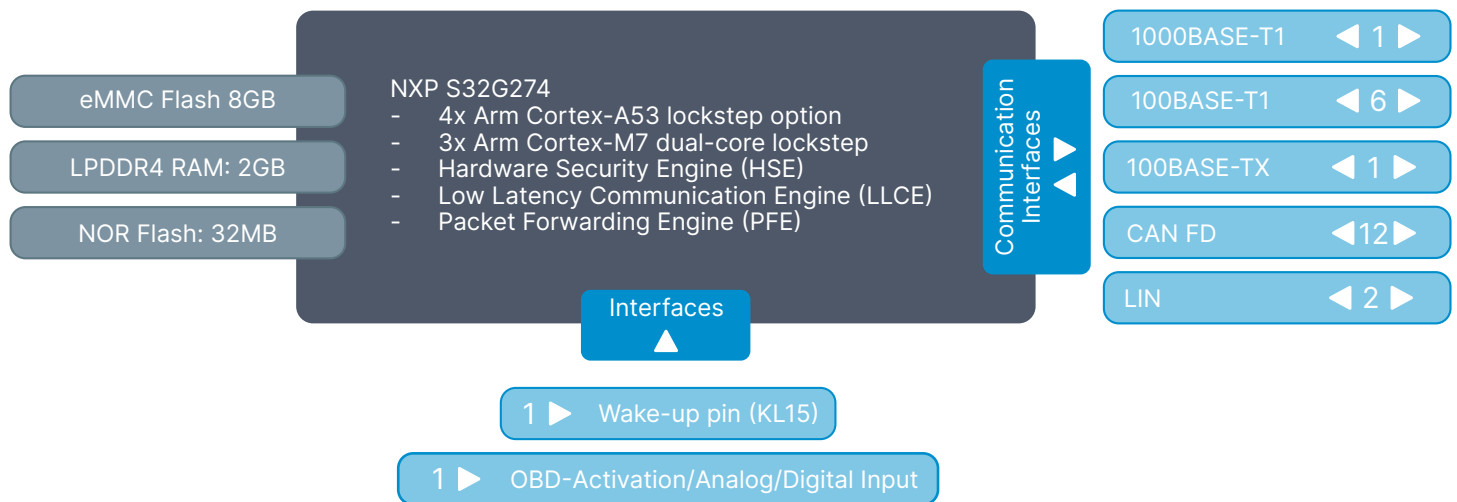 eMMC Flash 8GB
LPDDR4 RAM: 2GB
NOR Flash: 32MB
NXP S32G274
- 4x Arm Cortex-A53 lockstep option
- 3x Arm Cortex-M7 dual-core lockstep
- Hardware Security Engine (HSE)
- Low Latency Communication Engine (LLCE)
- Packet Forwarding Engine (PFE)
Communication
Interfaces
1000BASE-T1 1
100BASE-T1 6
100BASE-TX 1
CAN FD 12
LIN 2
Interfaces
1 Wake-up pin (KL15)
1 OBD-Activation/Analog/Digital Input